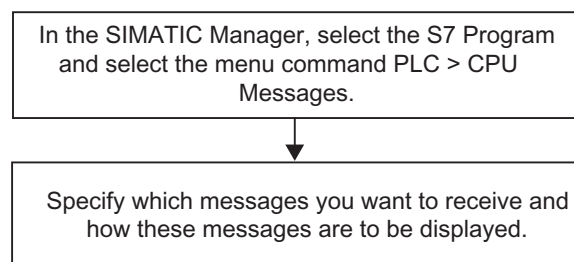 In the SIMATIC Manager, select the S7 Program
and select the menu command PLC > CPU
Messages.
Specify which messages you want to receive and
how these messages are to be displayed.